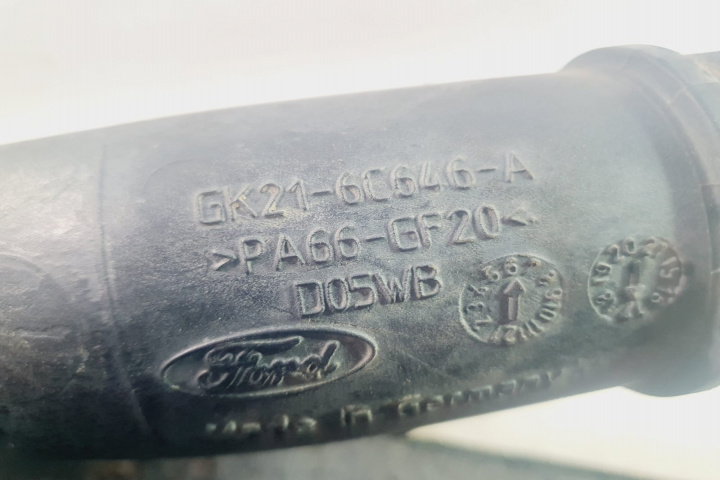 GK21-6C646-A
>PA66-GF20<
D05WB
Ford
Made in Germany